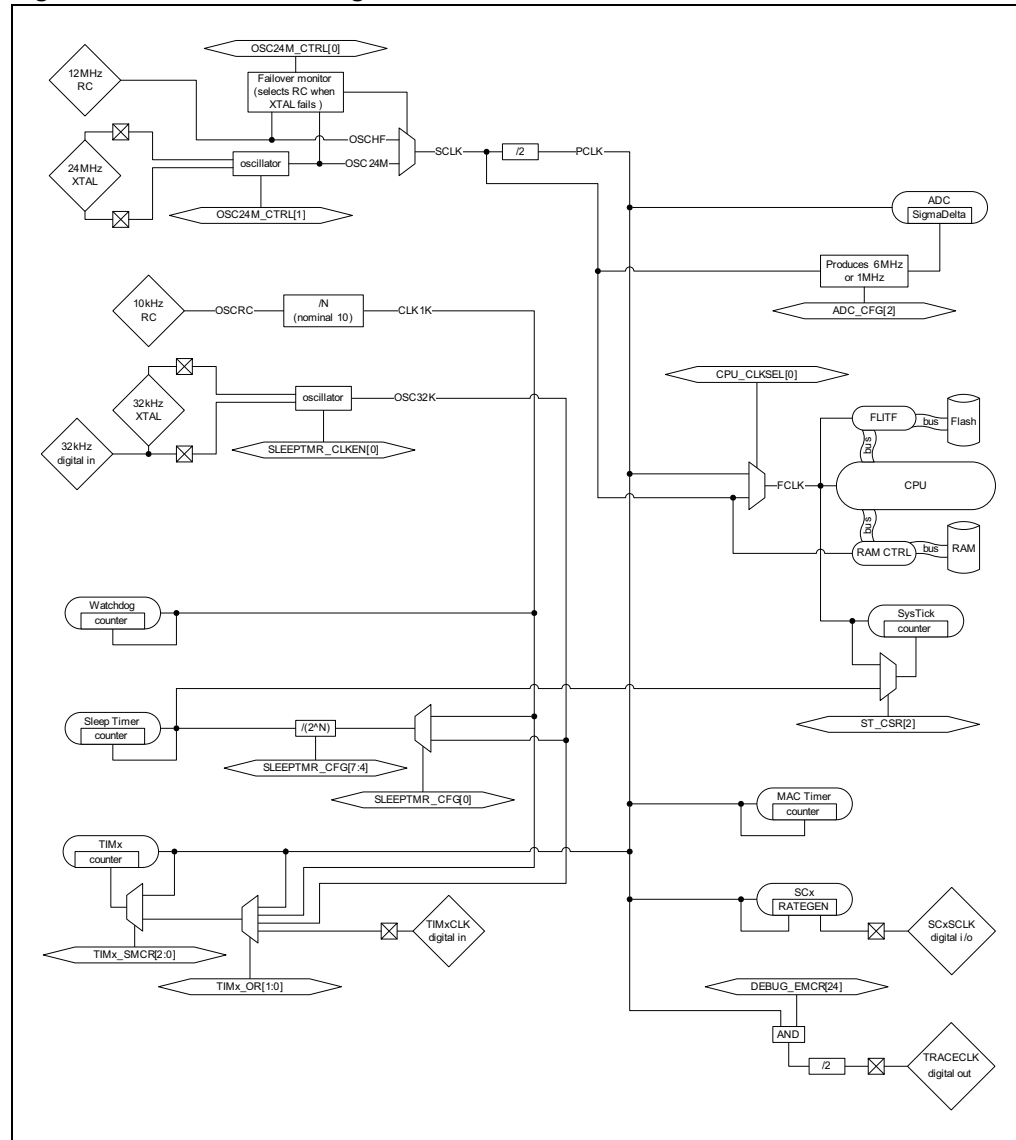 OSC24M_CTRL[0]
12MHz
RC
Failover monitor
(selects RC when
XTAL fails )
OSCHF
SCLK
/2
PCLK
24MHz
XTAL
oscillator
OSC24M
OSC24M_CTRL[1]
ADC
SigmaDelta
Produces 6MHz
or 1MHz
ADC_CFG[2]
10kHz
RC
OSCRC
/N
(nominal 10)
CLK1K
32kHz
XTAL
oscillator
OSC32K
32kHz
digital in
SLEEPTMR_CLKEN[0]
CPU_CLKSEL[0]
FLITF
bus
Flash
bus
FCLK
CPU
bus
RAM CTRL
bus
RAM
Watchdog
counter
SysTick
counter
Sleep Timer
counter
/(2^N)
ST_CSR[2]
SLEEPTMR_CFG[7:4]
SLEEPTMR_CFG[0]
MAC Timer
counter
TIMx
counter
SCx
RATEGEN
TIMxCLK
digital in
SCxSCLK
digital i/o
TIMx_SMCR[2:0]
TIMx_OR[1:0]
DEBUG_EMCR[24]
AND
/2
TRACECLK
digital out